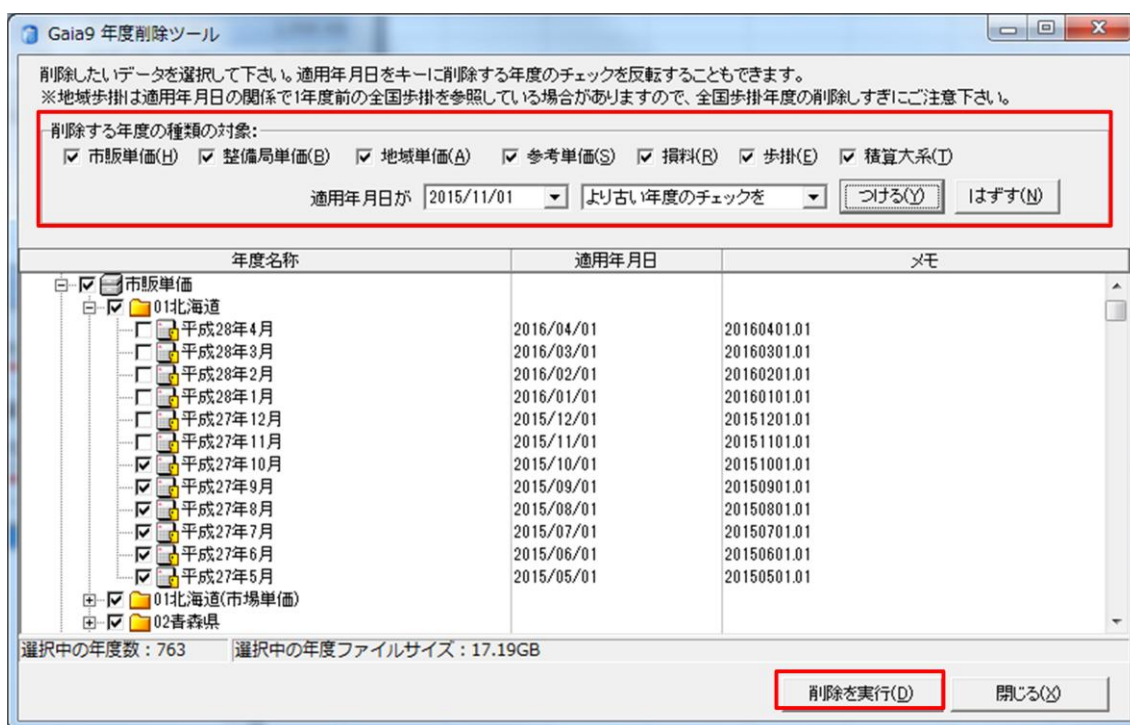 Gaia9 年度削除ツール
削除したいデータを選択して下さい。適用年月日をキーに削除する年度のチェックを反転することもできます。
※地域歩掛は適用年月日の関係で1年度前の全国歩掛を参照している場合がありますので、全国歩掛年度の削除しすぎにご注意下さい。
削除する年度の種類の対象:
市販単価(H) 整備局単価(B) 地域単価(A) 参考単価(S) 損料(R) 歩掛(E) 積算大系(T)
適用年月日が 2015/11/01 より古い年度のチェックを つける(Y) はずす(N)
年度名称 適用年月日 メモ
市販単価
01北海道
平成28年4月 2016/04/01 20160401.01
平成28年3月 2016/03/01 20160301.01
平成28年2月 2016/02/01 20160201.01
平成28年1月 2016/01/01 20160101.01
平成27年12月 2015/12/01 20151201.01
平成27年11月 2015/11/01 20151101.01
平成27年10月 2015/10/01 20151001.01
平成27年9月 2015/09/01 20150901.01
平成27年8月 2015/08/01 20150801.01
平成27年7月 2015/07/01 20150701.01
平成27年6月 2015/06/01 20150601.01
平成27年5月 2015/05/01 20150501.01
01北海道(市場単価)
02青森県
選択中の年度数:763 選択中の年度ファイルサイズ:17.19GB
削除を実行(D) 閉じる(X)